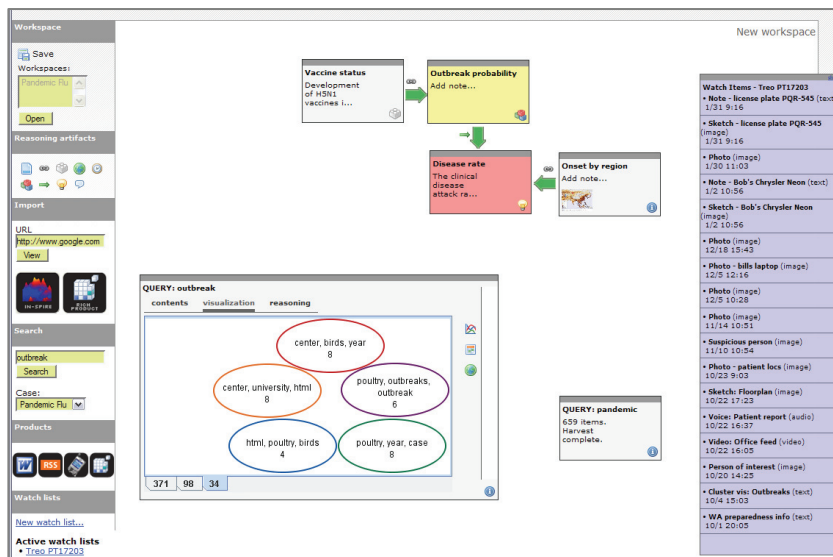 Workspace
Save
Workspaces:
Pandemic Flu
Open
Reasoning artifacts
Import
URL
http://www.google.com
View
IN-SPIRE
RICH
PRODUCT
Search
outbreak
Search
Case:
Pandemic Flu
Products
W RSS
Watch lists
New watch list...
Active watch lists
• Treo PT17203
New workspace
Vaccine status
Development
of H5N1
vaccines i...
Outbreak probability
Add note...
Disease rate
The clinical
disease
attack ra...
Onset by region
Add note...
QUERY: outbreak
contents visualization reasoning
center, birds, year
8
center, university, html
8
poultry, outbreaks,
outbreak
6
html, poultry, birds
4
poultry, year, case
8
371 98 34
QUERY: pandemic
659 items.
Harvest
complete.
Watch Items - Treo PT17203
• Note - license plate PQR-545 (text)
1/31 9:16
• Sketch - license plate PQR-545
(image)
1/31 9:16
• Photo (image)
1/30 11:03
• Note - Bob's Chrysler Neon (text)
1/2 10:56
• Sketch - Bob's Chrysler Neon
(image)
1/2 10:56
• Photo (image)
12/18 15:43
• Photo - bills laptop (image)
12/5 12:16
• Photo (image)
12/5 10:28
• Photo (image)
11/14 10:51
• Suspicious person (image)
11/10 10:54
• Photo - patient locs (image)
10/23 9:03
• Sketch: Floorplan (image)
10/22 17:23
• Voice: Patient report (audio)
10/22 16:37
• Video: Office feed (video)
10/22 16:05
• Person of interest (image)
10/20 14:25
• Cluster vis: Outbreaks (text)
10/4 15:03
• WA preparedness info (text)
10/1 20:05